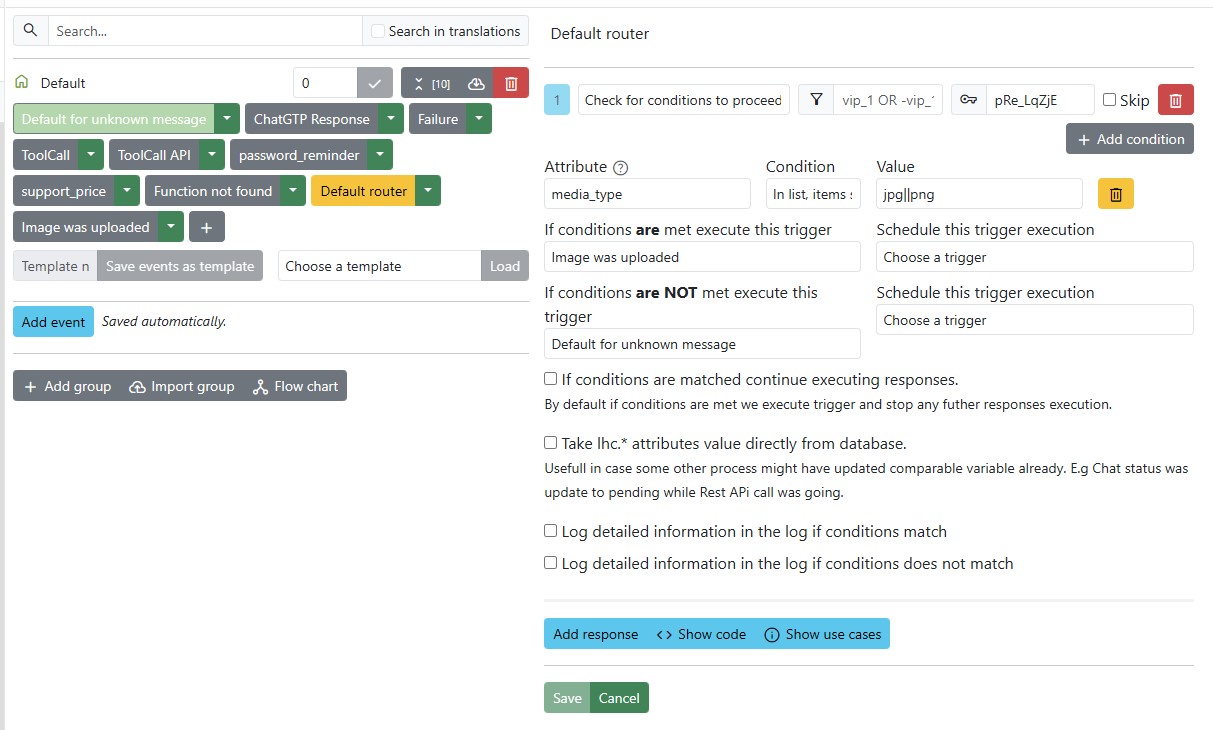 Search...
Search in translations
Default
0
[10]
Default for unknown message
ChatGTP Response
Failure
ToolCall
ToolCall API
password_reminder
support_price
Function not found
Default router
Image was uploaded
Template n
Save events as template
Choose a template
Load
Add event
Saved automatically.
Add group
Import group
Flow chart
Default router
1
Check for conditions to proceed
vip_1 OR -vip_
pRe_LqZjE
Skip
Add condition
Attribute
Condition
Value
media_type
In list, items
jpg||png
If conditions are met execute this trigger
Schedule this trigger execution
Image was uploaded
Choose a trigger
If conditions are NOT met execute this
trigger
Schedule this trigger execution
Default for unknown message
Choose a trigger
If conditions are matched continue executing responses.
By default if conditions are met we execute trigger and stop any futher responses execution.
Take lhc.* attributes value directly from database.
Usefull in case some other process might have updated comparable variable already. E.g Chat status was
update to pending while Rest APi call was going.
Log detailed information in the log if conditions match
Log detailed information in the log if conditions does not match
Add response
Show code
Show use cases
Save
Cancel